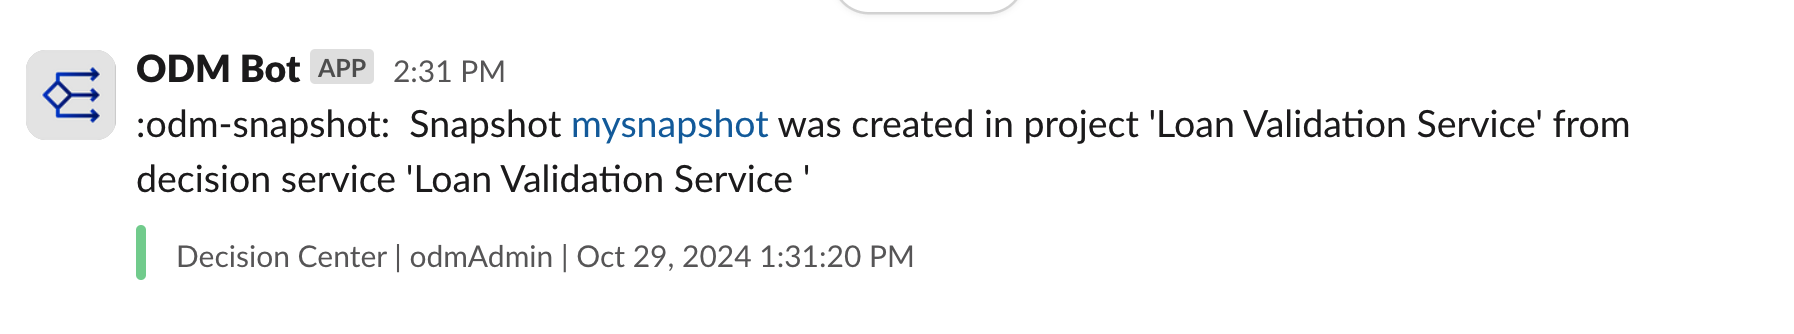 ODM Bot APP 2:31 PM
:odm-snapshot: Snapshot mysnapshot was created in project 'Loan Validation Service' from
decision service 'Loan Validation Service '
Decision Center | odmAdmin | Oct 29, 2024 1:31:20 PM